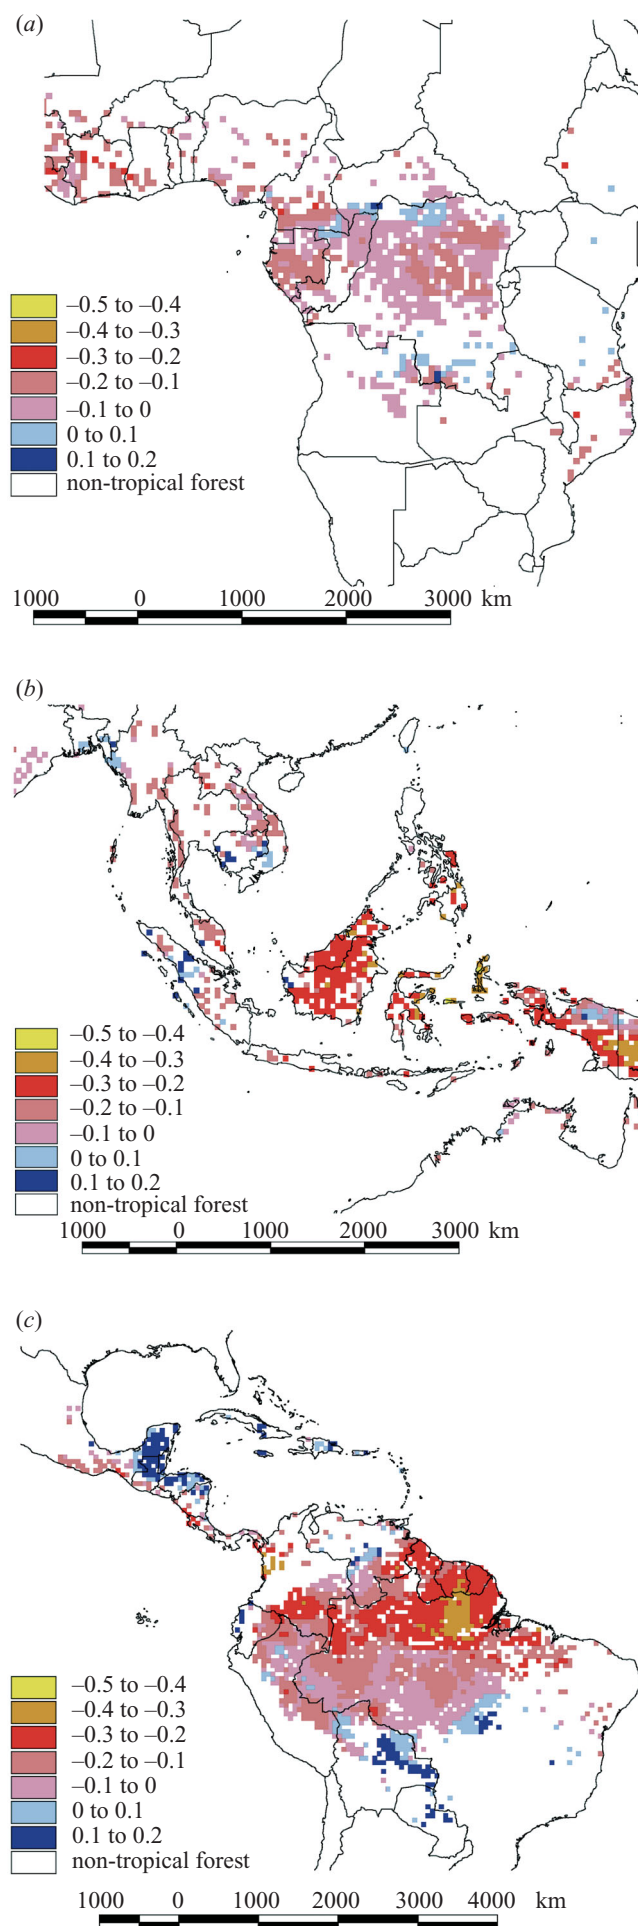 (a)
–0.5 to –0.4
–0.4 to –0.3
–0.3 to –0.2
–0.2 to –0.1
–0.1 to 0
0 to 0.1
0.1 to 0.2
non-tropical forest
1000 0 1000 2000 3000 km
(b)
–0.5 to –0.4
–0.4 to –0.3
–0.3 to –0.2
–0.2 to –0.1
–0.1 to 0
0 to 0.1
0.1 to 0.2
non-tropical forest
1000 0 1000 2000 3000 km
(c)
–0.5 to –0.4
–0.4 to –0.3
–0.3 to –0.2
–0.2 to –0.1
–0.1 to 0
0 to 0.1
0.1 to 0.2
non-tropical forest
1000 0 1000 2000 3000 4000 km